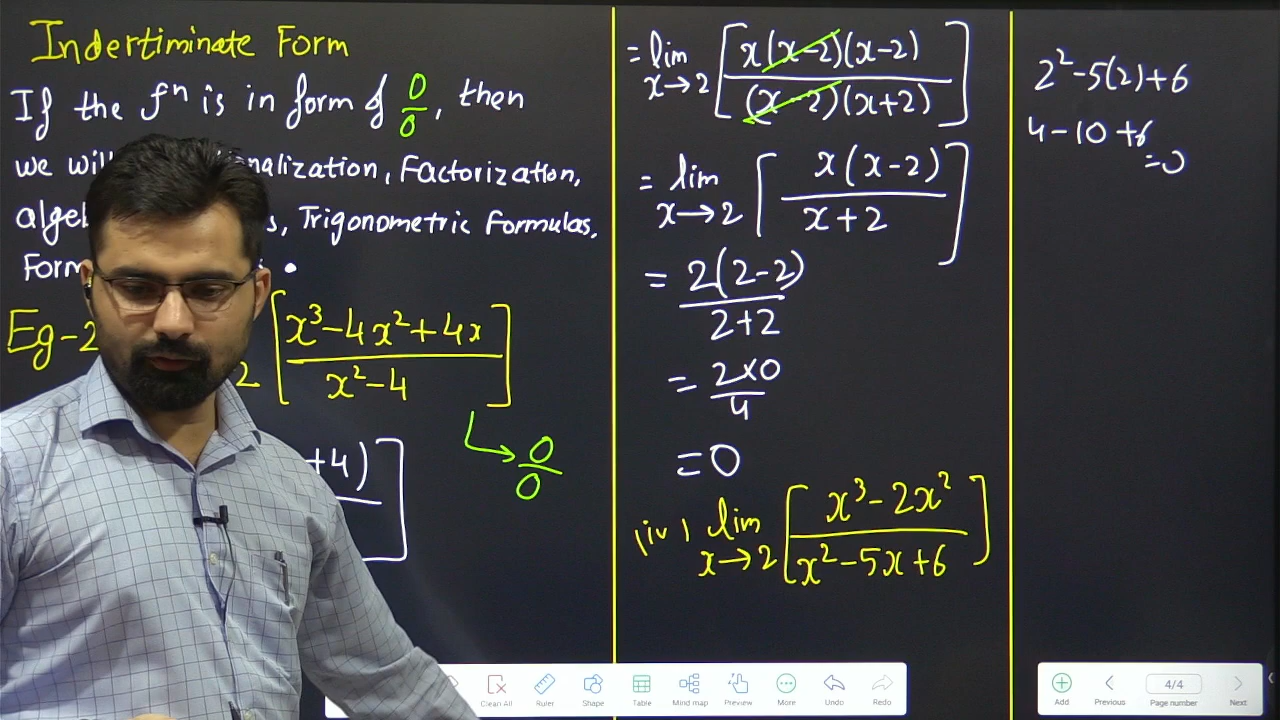 Indertiminate Form
If the fⁿ is in form of 0/0, then
we will nalization, Factorization,
s, Trigonometric Formulas,
Form
Eg-2
2 [x³-4x²+4x / x²-4]
→ 0/0
+4)]
= lim x→2 [x(x-2)(x-2) / (x-2)(x+2)]
= lim x→2 [x(x-2) / x+2]
= 2(2-2) / 2+2
= 2×0 / 4
= 0
(iv) lim x→2 [x³-2x² / x²-5x+6]
2²-5(2)+6
4-10+6
=0
Clean All Ruler Shape Table Mind map Preview More Undo Redo
Add Previous 4/4 Page number Next